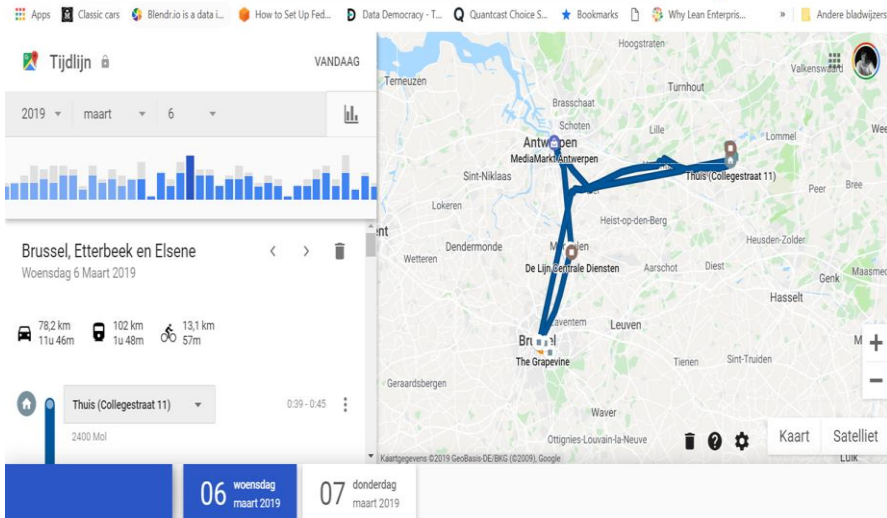 Apps Classic cars Blendr.io is a data i... How to Set Up Fed... Data Democracy - T... Quantcast Choice S... Bookmarks Why Lean Enterpris... » Andere bladwijzers
Tijdlijn VANDAAG
2019 maart 6
Brussel, Etterbeek en Elsene
Woensdag 6 Maart 2019
78,2 km 102 km 13,1 km
11u 46m 1u 48m 57m
Thuis (Collegestraat 11) 0:39 - 0:45
2400 Mol
Hoogstraten
Valkenswaard
Terneuzen
Turnhout
Brasschaat
Schoten Lille
Lommel
Antwerpen
MediaMarkt Antwerpen
Sint-Niklaas
Thuis (Collegestraat 11)
Peer Bree
Lokeren
Heist-op-den-Berg
Dendermonde
Heusden-Zolder
Wetteren
De Lijn Centrale Diensten
Aarschot Diest
Genk Maasmec
Hasselt
Leuven
Brussel
The Grapevine
Tienen Sint-Truiden
Geraardsbergen
Waver
Ottignies-Louvain-la-Neuve
Kaart Satelliet
Kaartgegevens ©2019 GeoBasis-DE/BKG (©2009), Google
Luik
06 woensdag
maart 2019
07 donderdag
maart 2019